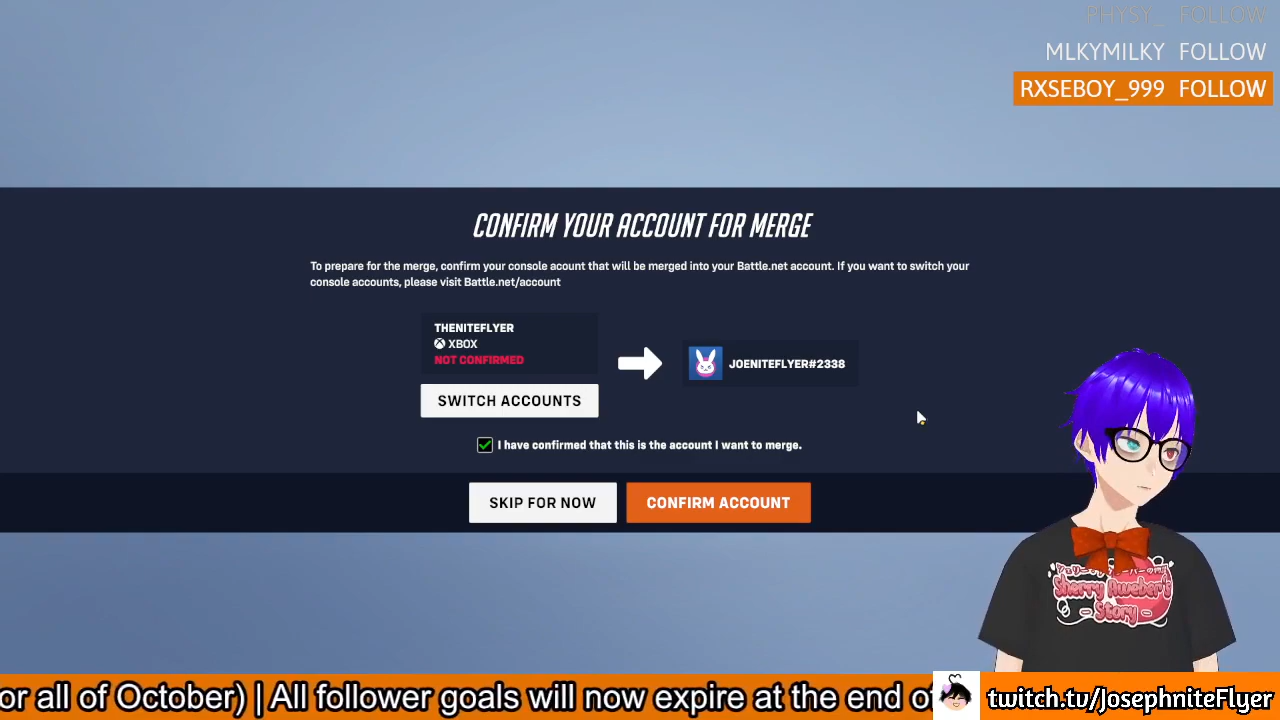 PHYSY_ FOLLOW
MLKYMILKY FOLLOW
RXSEBOY_999 FOLLOW
CONFIRM YOUR ACCOUNT FOR MERGE
To prepare for the merge, confirm your console acount that will be merged into your Battle.net account. If you want to switch your
console accounts, please visit Battle.net/account
THENITEFLYER
XBOX
NOT CONFIRMED
JOENITEFLYER#2338
SWITCH ACCOUNTS
I have confirmed that this is the account I want to merge.
SKIP FOR NOW
CONFIRM ACCOUNT
Sherry Aweber's
Story
or all of October) | All follower goals will now expire at the end of
twitch.tv/JosephniteFlyer